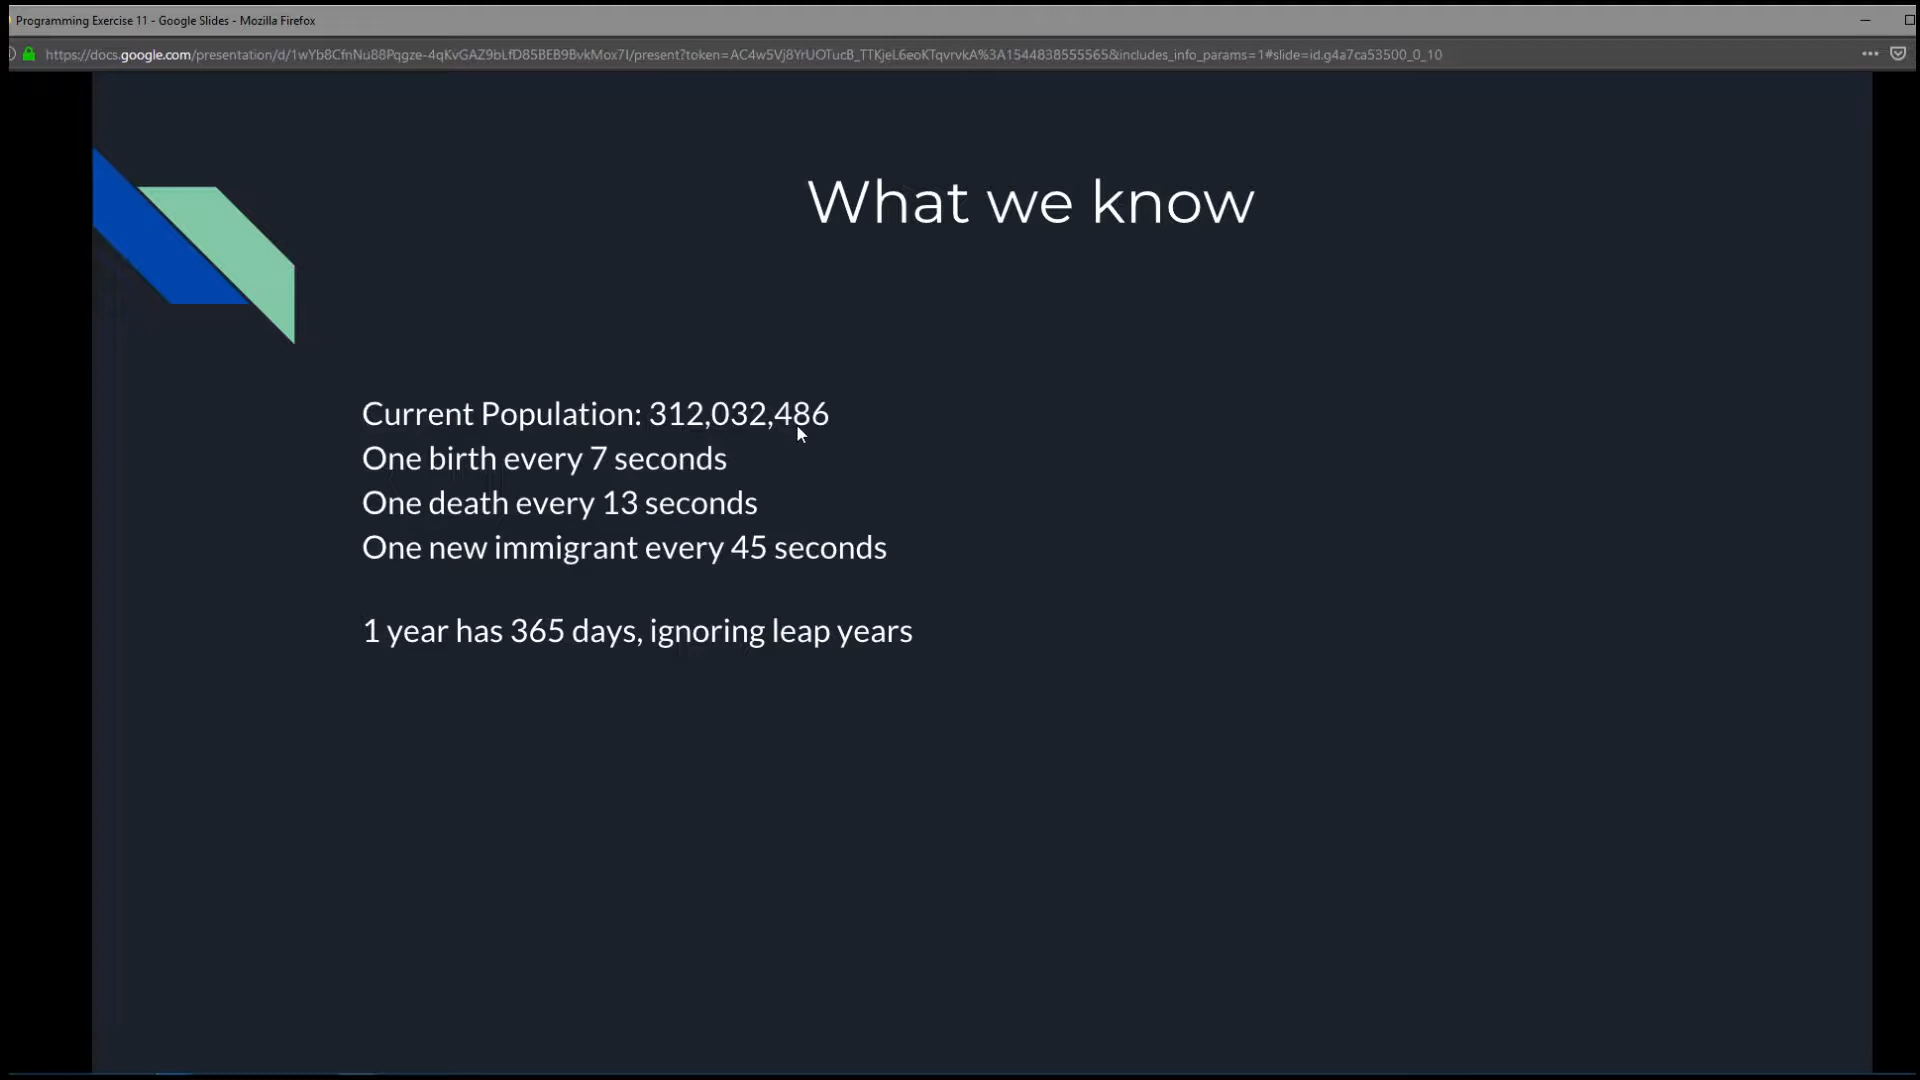 Programming Exercise 11 - Google Slides - Mozilla Firefox
https://docs.google.com/presentation/d/1wYb8CfnNu88Pqgze-4qKvGAZ9bLfD85BEB9BvkMox7I/present?token=AC4w5Vj8YrUOTucB_TTKjeL6eoKTqvrvkA%3A1544838555565&includes_info_params=1#slide=id.g4a7ca53500_0_10
What we know
Current Population: 312,032,486
One birth every 7 seconds
One death every 13 seconds
One new immigrant every 45 seconds
1 year has 365 days, ignoring leap years